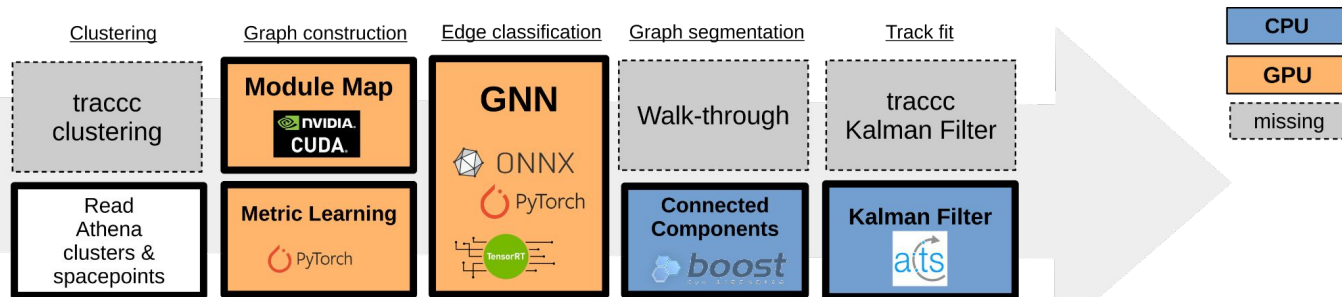 Clustering
Graph construction
Edge classification
Graph segmentation
Track fit
CPU
GPU
missing
traccc
clustering
Module Map
NVIDIA.
CUDA.
GNN
ONNX
PyTorch
TensorRT
Walk-through
traccc
Kalman Filter
Read
Athena
clusters &
spacepoints
Metric Learning
PyTorch
Connected
Components
boost
Kalman Filter
acts